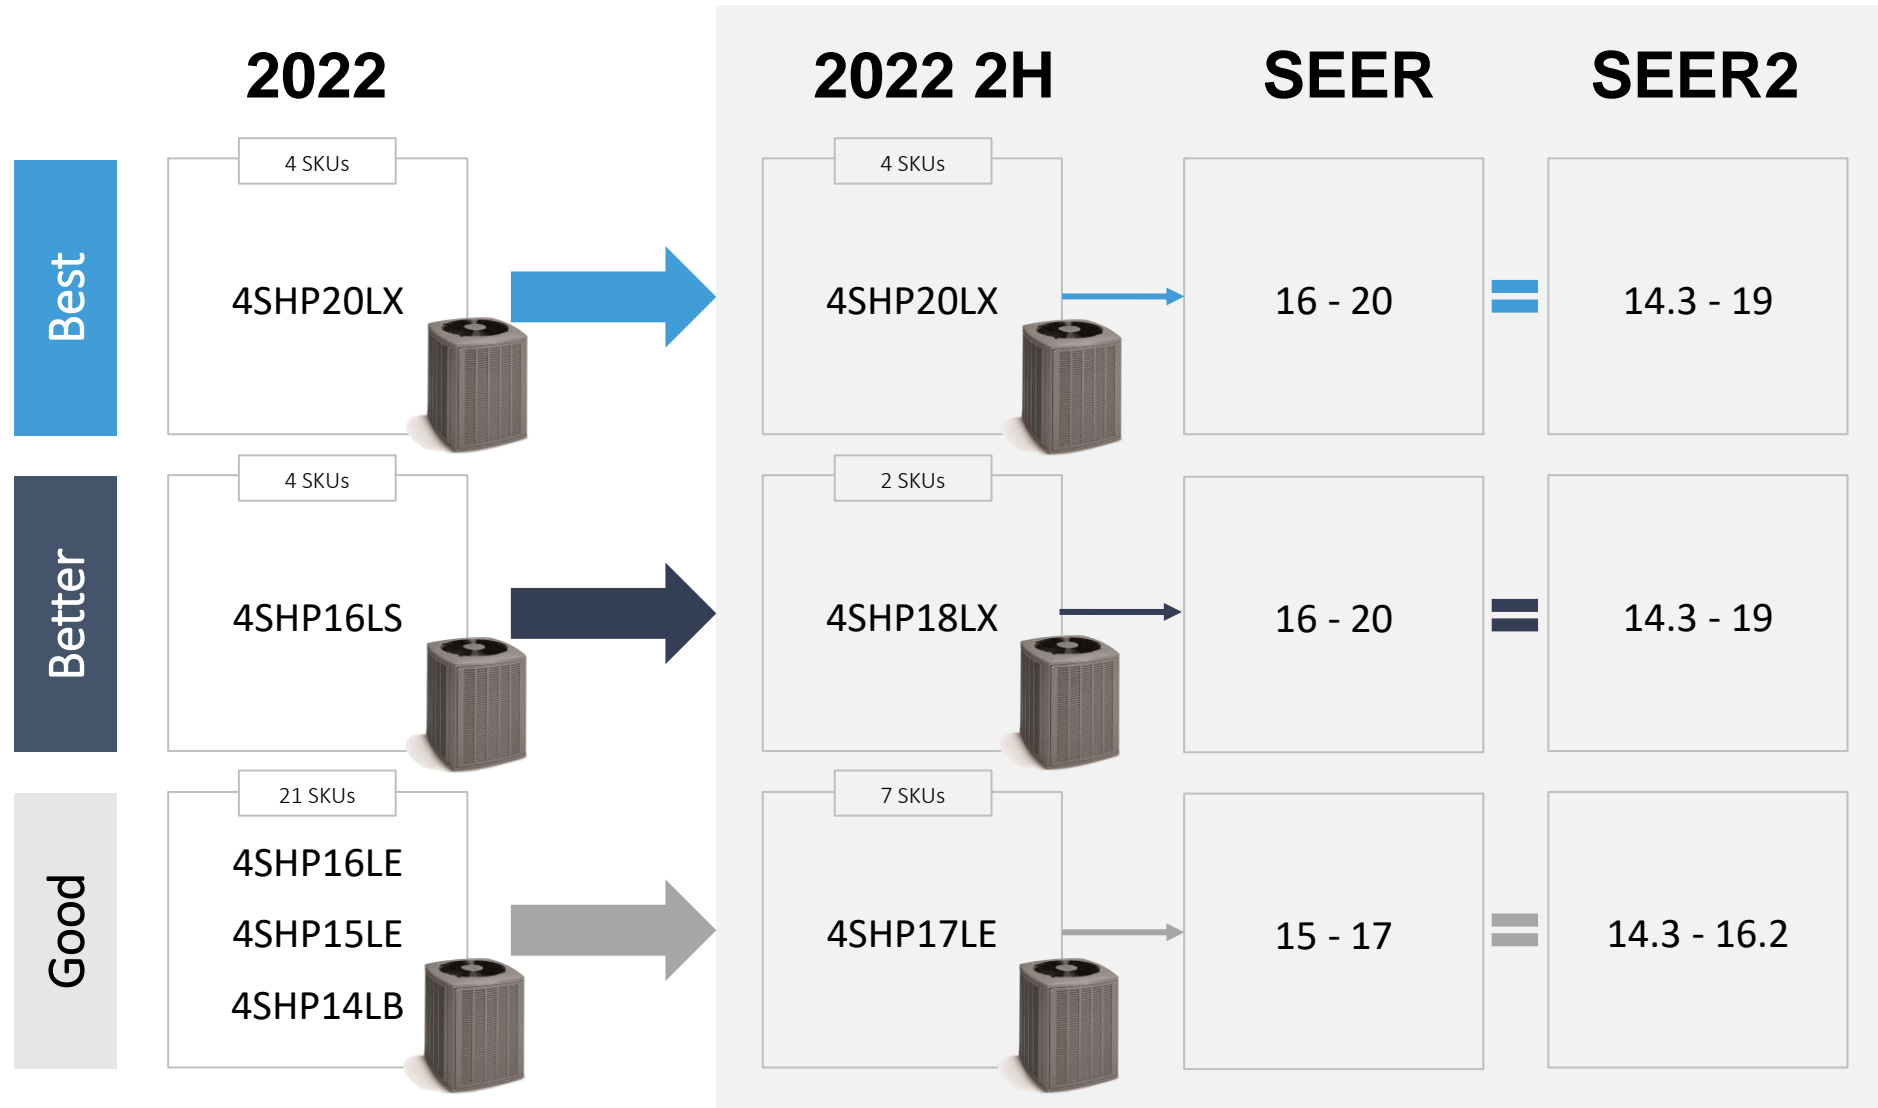 2022
2022 2H
SEER
SEER2
Best
4 SKUs
4SHP20LX
4 SKUs
4SHP20LX
16 - 20
14.3 - 19
Better
4 SKUs
4SHP16LS
2 SKUs
4SHP18LX
16 - 20
14.3 - 19
Good
21 SKUs
4SHP16LE
4SHP15LE
4SHP14LB
7 SKUs
4SHP17LE
15 - 17
14.3 - 16.2